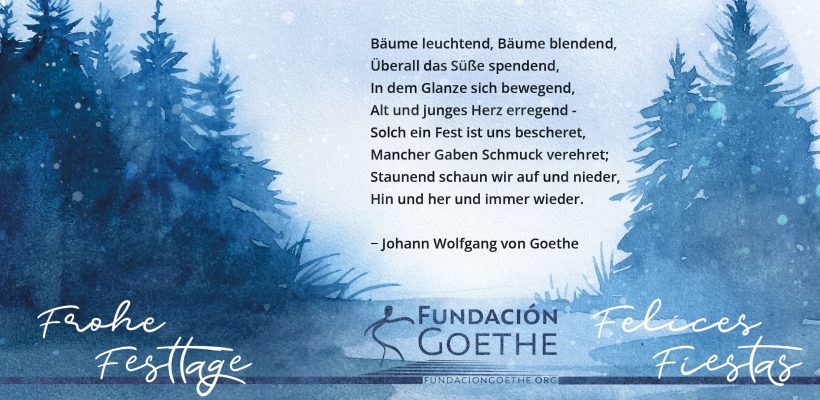 Bäume leuchtend, Bäume blendend,
Überall das Süße spendend,
In dem Glanze sich bewegend,
Alt und junges Herz erregend -
Solch ein Fest ist uns bescheret,
Mancher Gaben Schmuck verehret;
Staunend schaun wir auf und nieder,
Hin und her und immer wieder.
– Johann Wolfgang von Goethe
Frohe
Festtage
FUNDACIÓN
GOETHE
FUNDACIONGOETHE.ORG
Felices
Fiestas